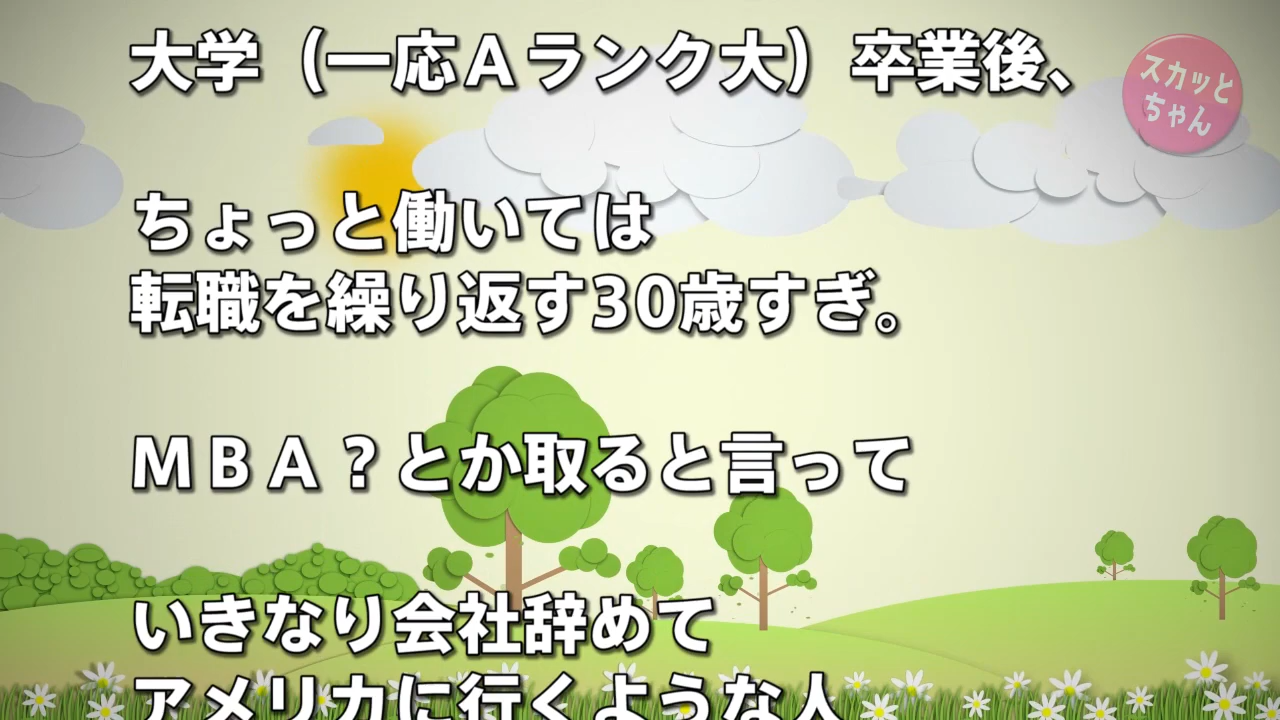 大学（一応Ａランク大）卒業後、
スカッと
ちゃん
ちょっと働いては
転職を繰り返す30歳すぎ。
ＭＢＡ？とか取ると言って
いきなり会社辞めて
アメリカに行くような人